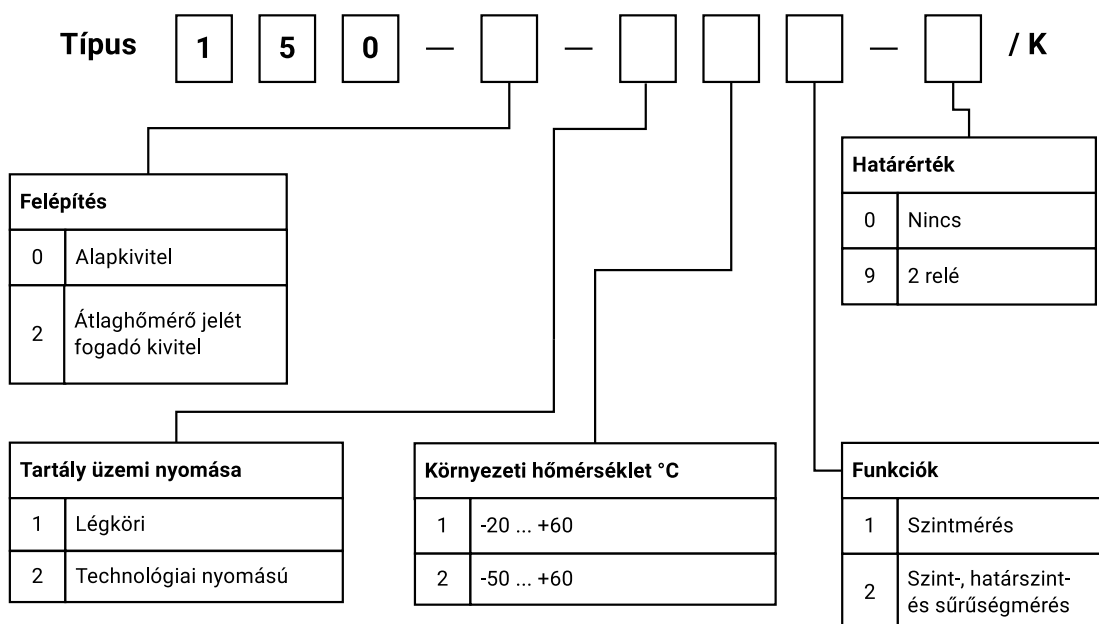 Típus 1 5 0 — — — / K
Határérték
0 Nincs
9 2 relé
Felépítés
0 Alapkivitel
2 Átlaghőmérő jelét
fogadó kivitel
Tartály üzemi nyomása
1 Légköri
2 Technológiai nyomású
Környezeti hőmérséklet °C
1 -20 ... +60
2 -50 ... +60
Funkciók
1 Szintmérés
2 Szint-, határszint-
és sűrűségmérés